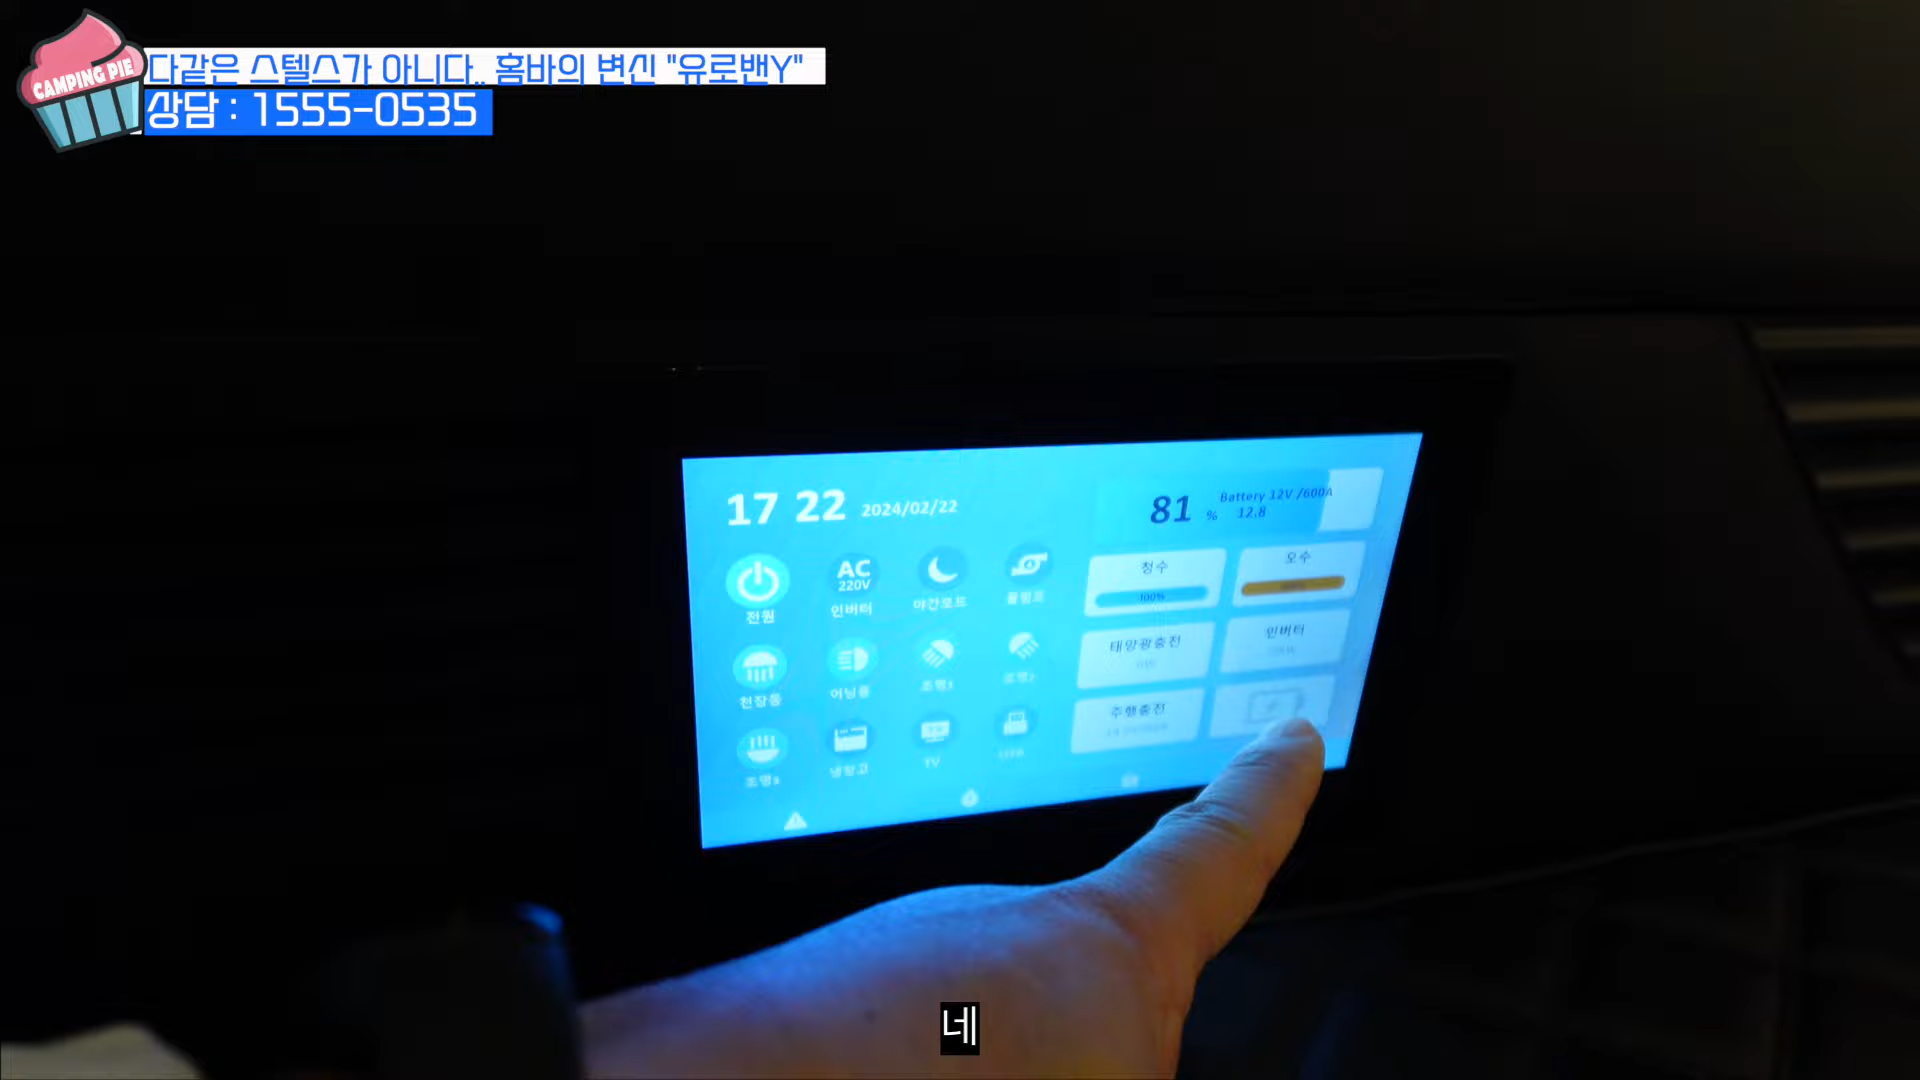 CAMPING PIE
다같은 스텔스가 아니다.. 홈바의 변신 "유로밴Y"
상담 : 1555-0535
17 22 2024/02/22
81 % Battery 12V /600A
12.8
전원
AC
220V
인버터
야간모드
물펌프
정수
100%
오수
천장등
어닝등
조명1
조명2
태양광충전
인버터
조명3
냉장고
TV
주행충전
네